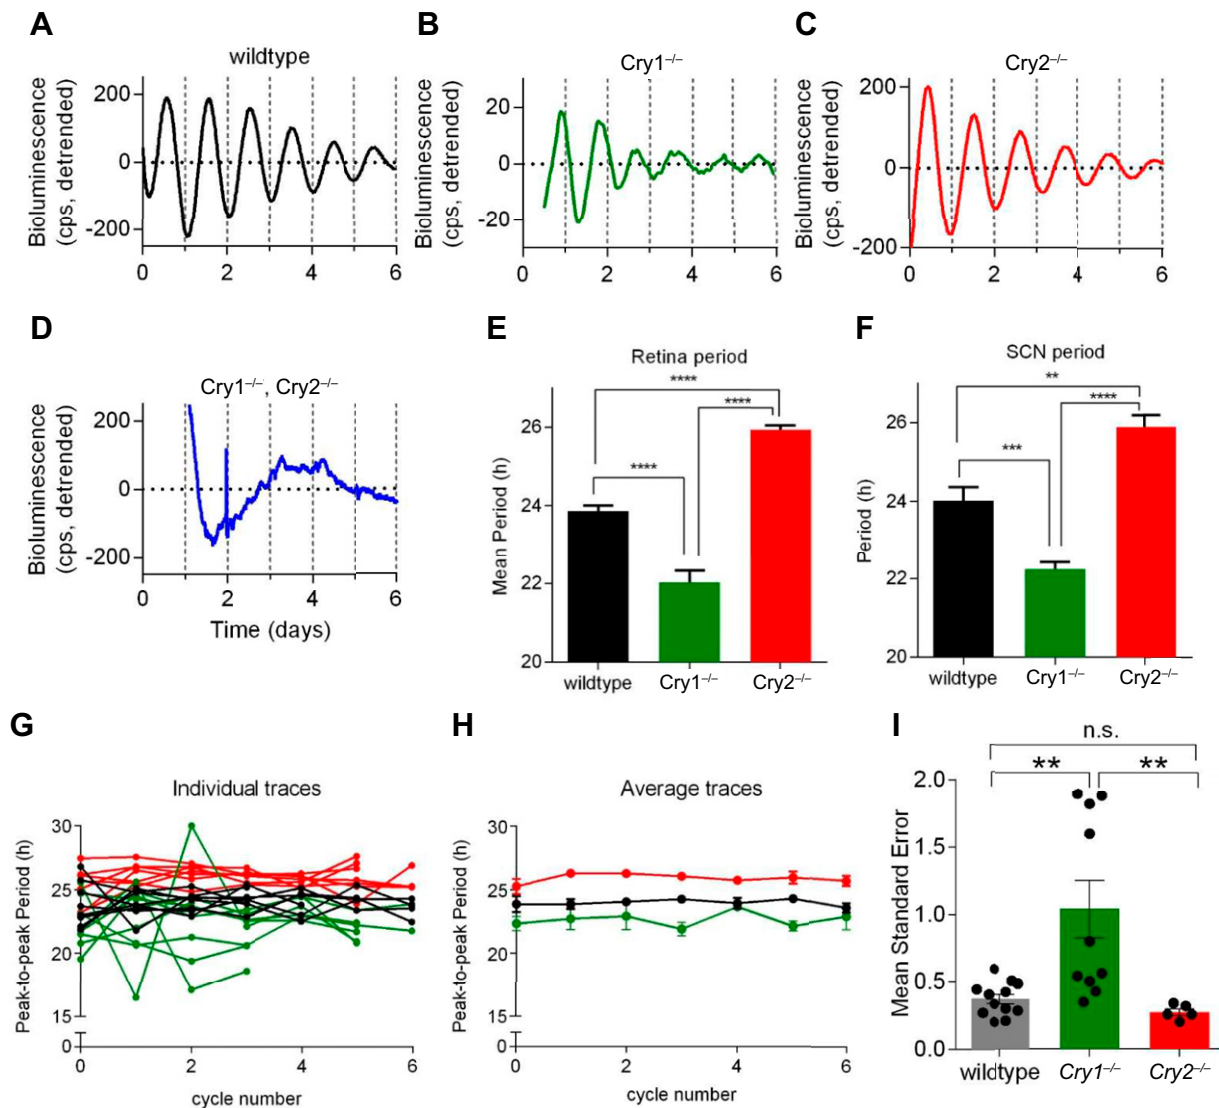 A
wildtype
Bioluminescence
(cps, detrended)
200
0
-200
0 2 4 6
B
Cry1–/–
Bioluminescence
(cps, detrended)
20
0
-20
0 2 4 6
C
Cry2–/–
Bioluminescence
(cps, detrended)
200
0
-200
0 2 4 6
D
Cry1–/–, Cry2–/–
Bioluminescence
(cps, detrended)
200
0
-200
0 2 4 6
Time (days)
E
Retina period
Mean Period (h)
26
24
22
20
****
****
****
wildtype Cry1–/– Cry2–/–
F
SCN period
Period (h)
26
24
22
20
**
****
***
wildtype Cry1–/– Cry2–/–
G
Individual traces
Peak-to-peak Period (h)
30
25
20
15
0
0 2 4 6
cycle number
H
Average traces
Peak-to-peak Period (h)
30
25
20
15
0
0 2 4 6
cycle number
I
n.s.
** **
Mean Standard Error
2.0
1.5
1.0
0.5
0.0
wildtype Cry1–/– Cry2–/–